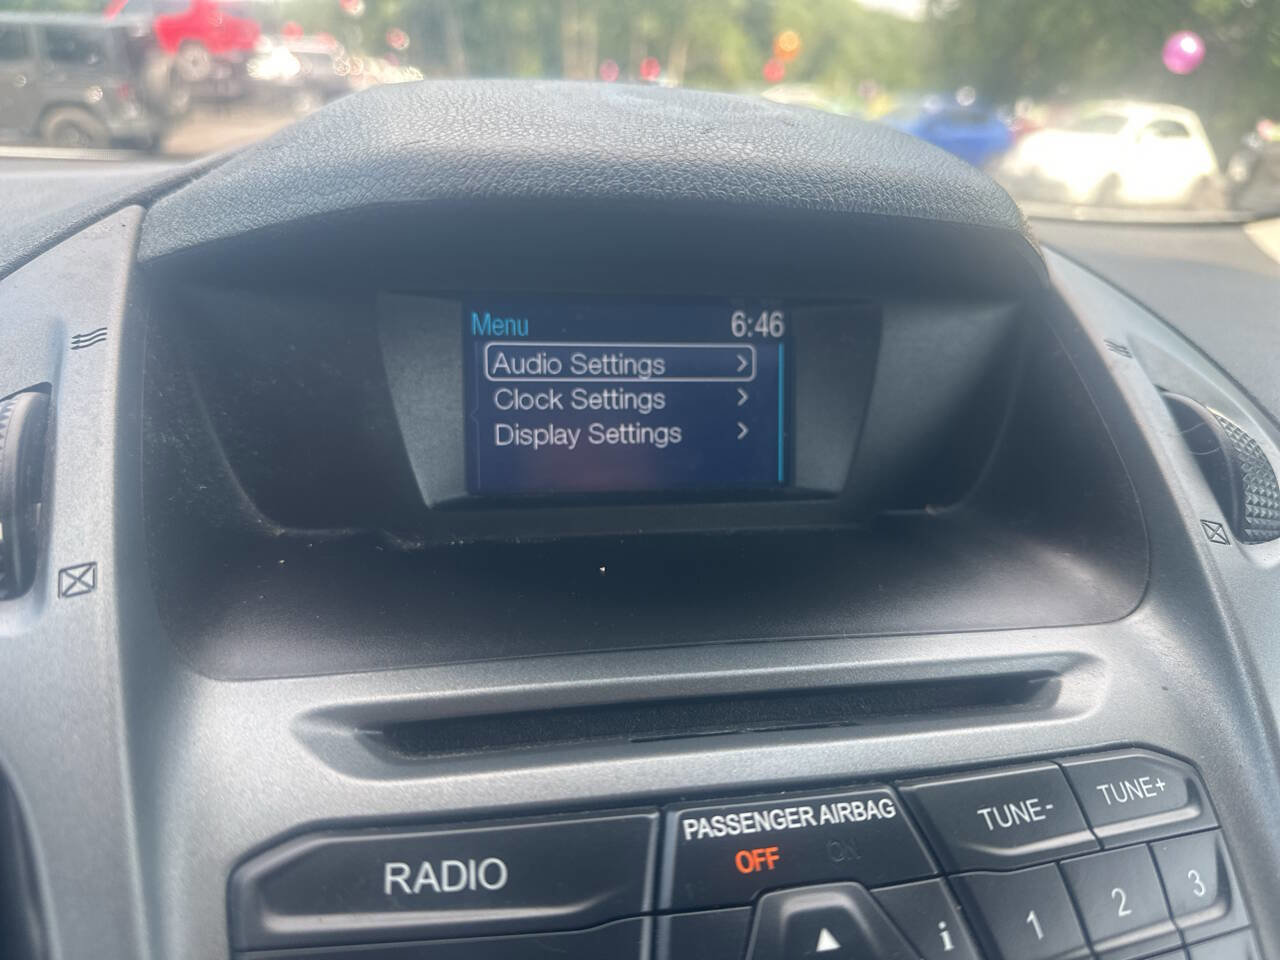 Menu 6:46
Audio Settings >
Clock Settings >
Display Settings >
PASSENGER AIRBAG
OFF ON
TUNE- TUNE+
RADIO
1 2 3
i